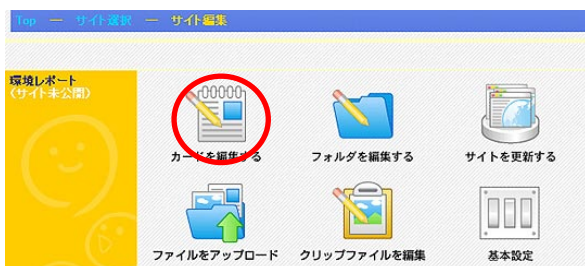 Top ー サイト選択 ー サイト編集
環境レポート
(サイト未公開)
カードを編集する
フォルダを編集する
サイトを更新する
ファイルをアップロード
クリップファイルを編集
基本設定